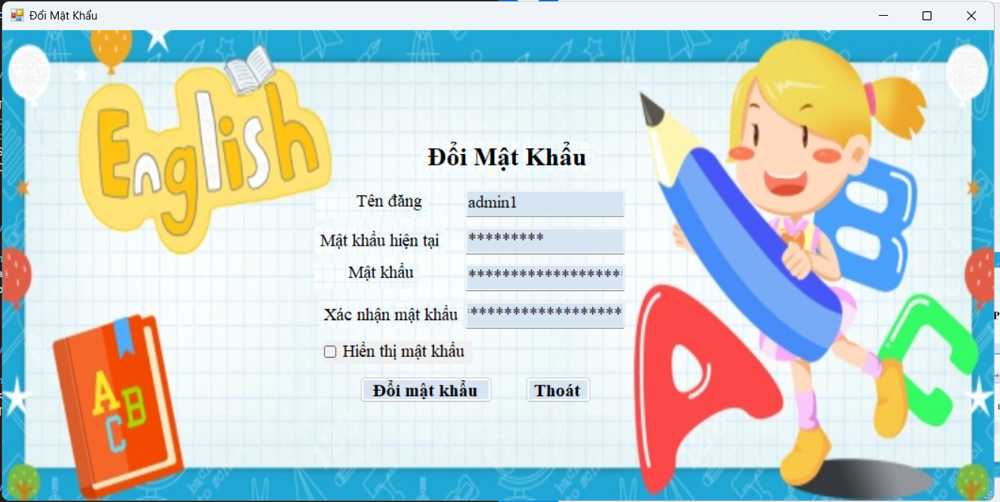 Đổi Mật Khẩu
English
Đổi Mật Khẩu
Tên đăng
admin1
Mật khẩu hiện tại
*********
Mật khẩu
******************
Xác nhận mật khẩu
******************
Hiển thị mật khẩu
Đổi mật khẩu
Thoát
A B C
A
B
C